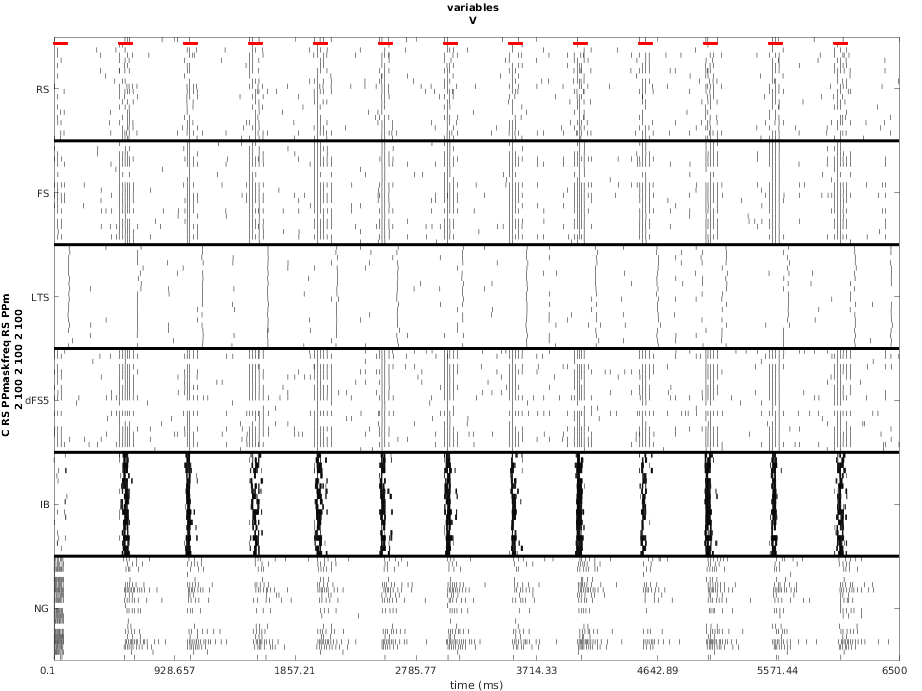 variables
V
RS
FS
LTS
dFS5
IB
NG
C RS PPmaskfreq RS PPm
2 100 2 100 2 100
0.1 928.657 1857.21 2785.77 3714.33 4642.89 5571.44 6500
time (ms)